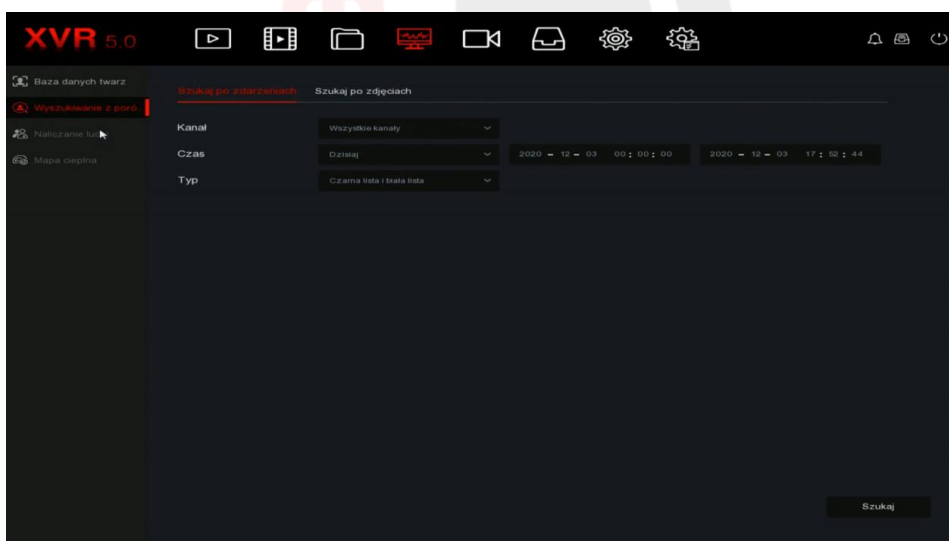 XVR 5.0
Baza danych twarz
Wyszukiwanie z poró
Naliczanie lud
Mapa cieplna
Szukaj po zdarzeniach Szukaj po zdjęciach
Kanał Wszystkie kanały
Czas Dzisiaj 2020 - 12 - 03 00 : 00 : 00 2020 - 12 - 03 17 : 52 : 44
Typ Czarna lista i biała lista
Szukaj